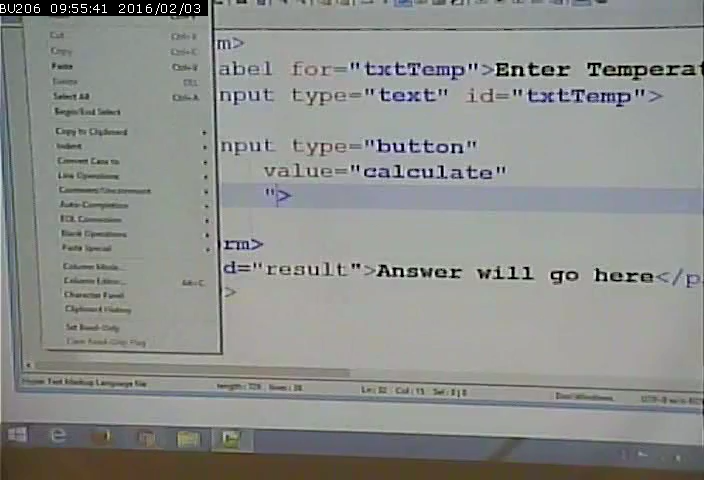 BU206 09:55:41 2016/02/03
Cut
Copy
Paste Ctrl+V
Delete DEL
Select All Ctrl+A
Begin/End Select
Copy to Clipboard
Indent
Convert Case to
Line Operations
Comment/Uncomment
Auto-Completion
EOL Conversion
Blank Operations
Paste Special
Column Mode...
Column Editor... Alt+C
Character Panel
Clipboard History
Set Read-Only
Clear Read-Only Flag
m>
abel for="txtTemp">Enter Temperat
nput type="text" id="txtTemp">
nput type="button"
value="calculate"
">
rm>
d="result">Answer will go here</p
>
Hyper Text Markup Language file